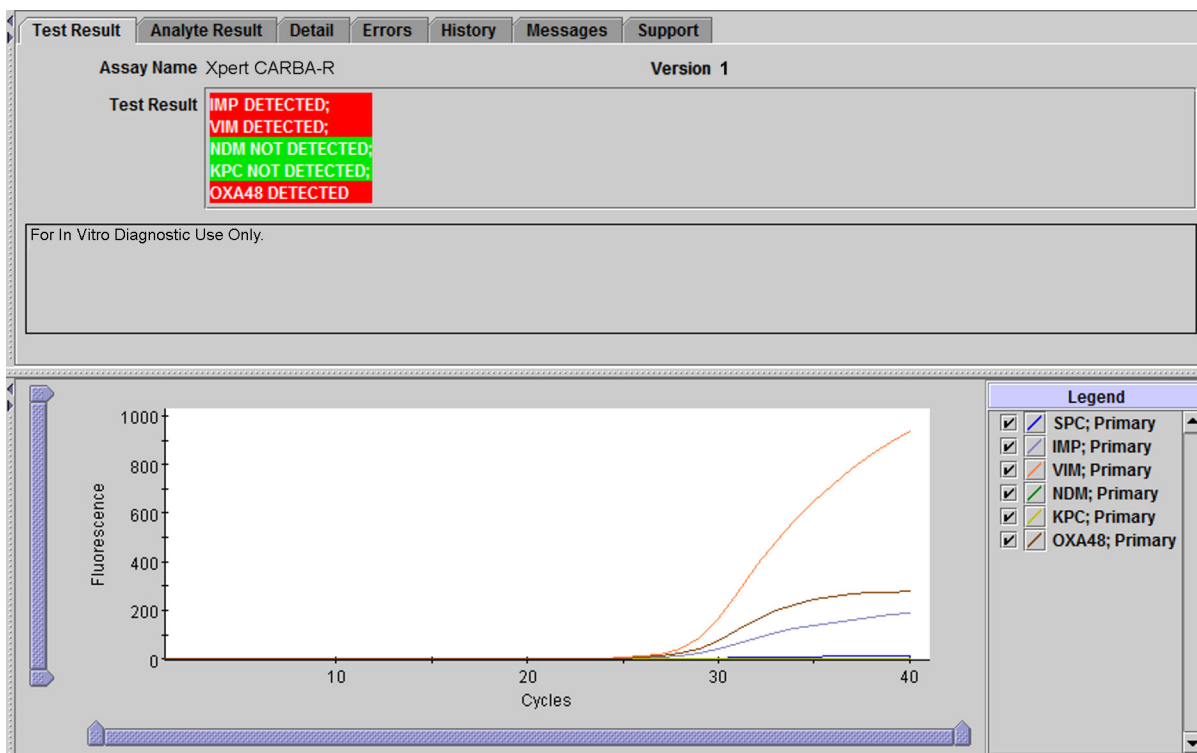 Test Result Analyte Result Detail Errors History Messages Support
Assay Name Xpert CARBA-R Version 1
Test Result
IMP DETECTED;
VIM DETECTED;
NDM NOT DETECTED;
KPC NOT DETECTED;
OXA48 DETECTED
For In Vitro Diagnostic Use Only.
1000
800
600
400
200
0
Fluorescence
10 20 30 40
Cycles
Legend
SPC; Primary
IMP; Primary
VIM; Primary
NDM; Primary
KPC; Primary
OXA48; Primary